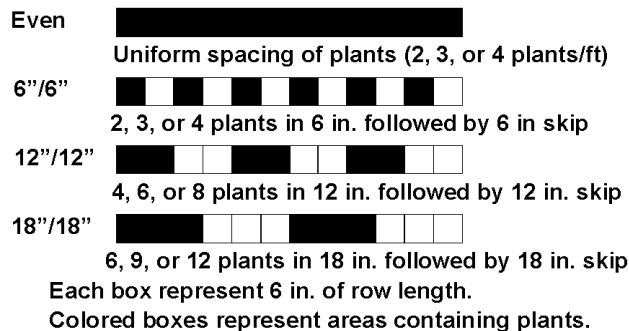 Even
Uniform spacing of plants (2, 3, or 4 plants/ft)
6”/6”
2, 3, or 4 plants in 6 in. followed by 6 in skip
12”/12”
4, 6, or 8 plants in 12 in. followed by 12 in. skip
18”/18”
6, 9, or 12 plants in 18 in. followed by 18 in. skip
Each box represent 6 in. of row length.
Colored boxes represent areas containing plants.